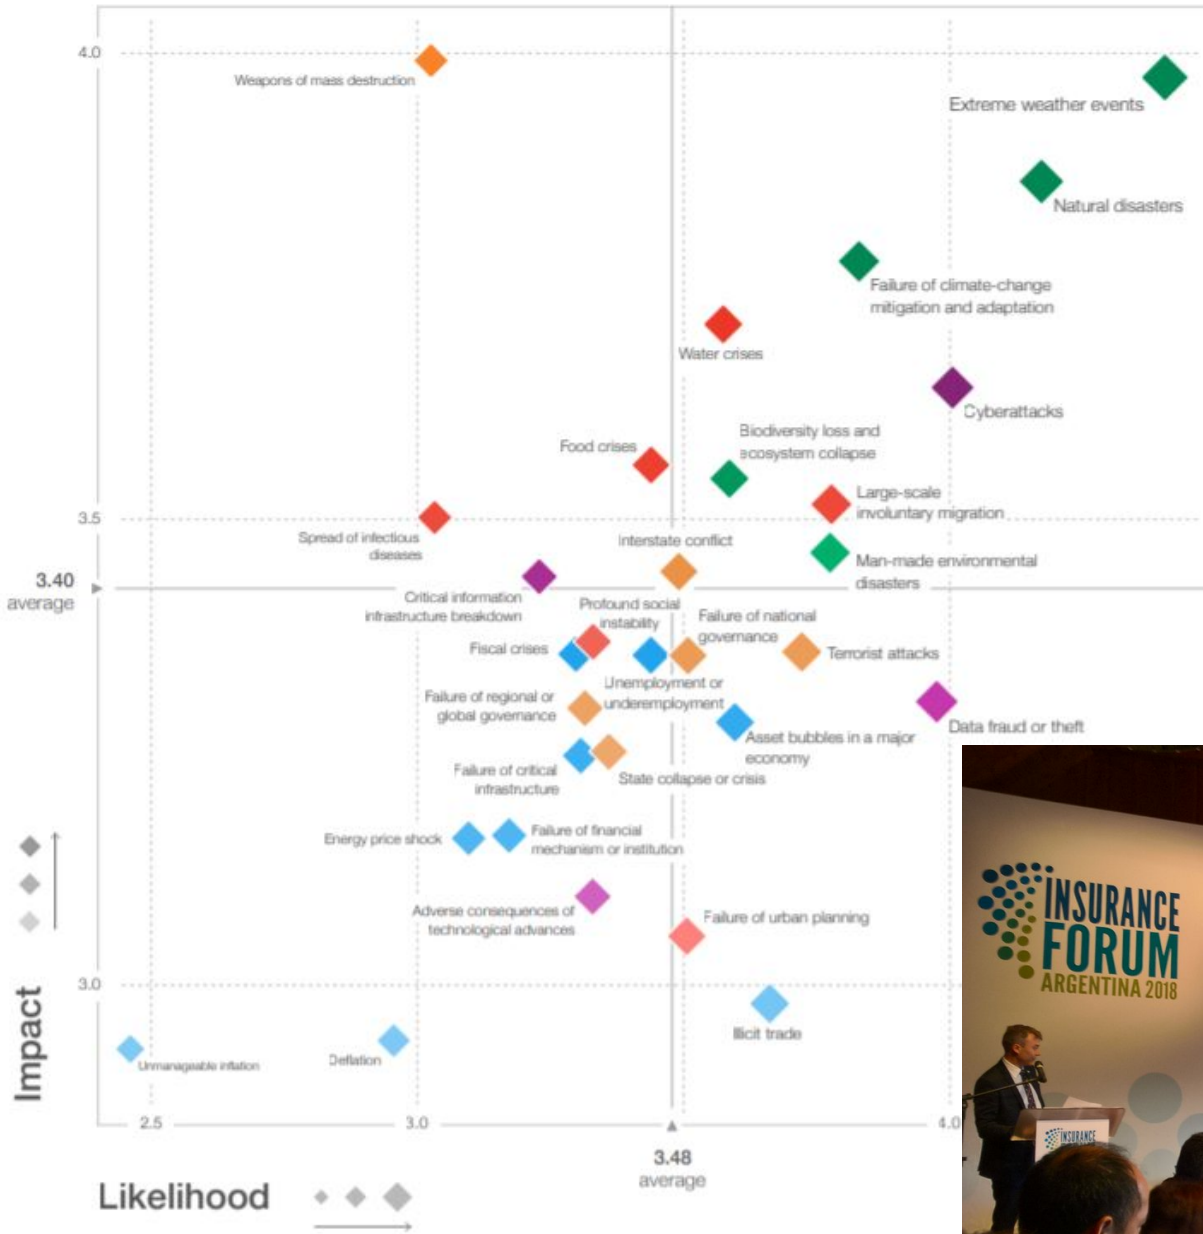 4.0
Weapons of mass destruction
Extreme weather events
Natural disasters
Failure of climate-change
mitigation and adaptation
Water crises
Cyberattacks
Biodiversity loss and
ecosystem collapse
Food crises
Large-scale
involuntary migration
3.5
Spread of infectious
diseases
Interstate conflict
Man-made environmental
disasters
3.40
average
Critical information
infrastructure breakdown
Profound social
instability
Failure of national
governance
Fiscal crises
Terrorist attacks
Unemployment or
underemployment
Failure of regional or
global governance
Data fraud or theft
Asset bubbles in a major
economy
Failure of critical
infrastructure
State collapse or crisis
Energy price shock
Failure of financial
mechanism or institution
Adverse consequences of
technological advances
Failure of urban planning
3.0
Illicit trade
Unmanageable inflation
Deflation
Impact
2.5
3.0
4.0
3.48
average
Likelihood
INSURANCE
FORUM
ARGENTINA 2018
INSURANCE